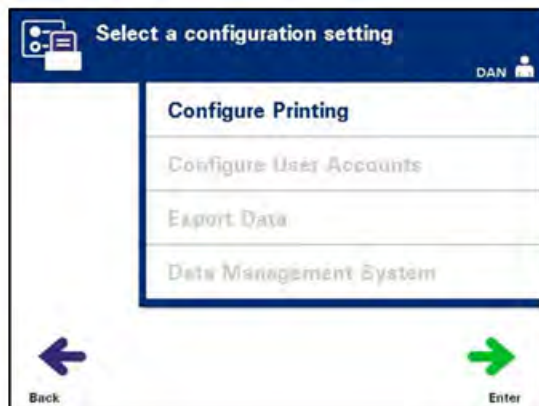 Select a configuration setting
DAN
Configure Printing
Configure User Accounts
Export Data
Data Management System
Back
Enter